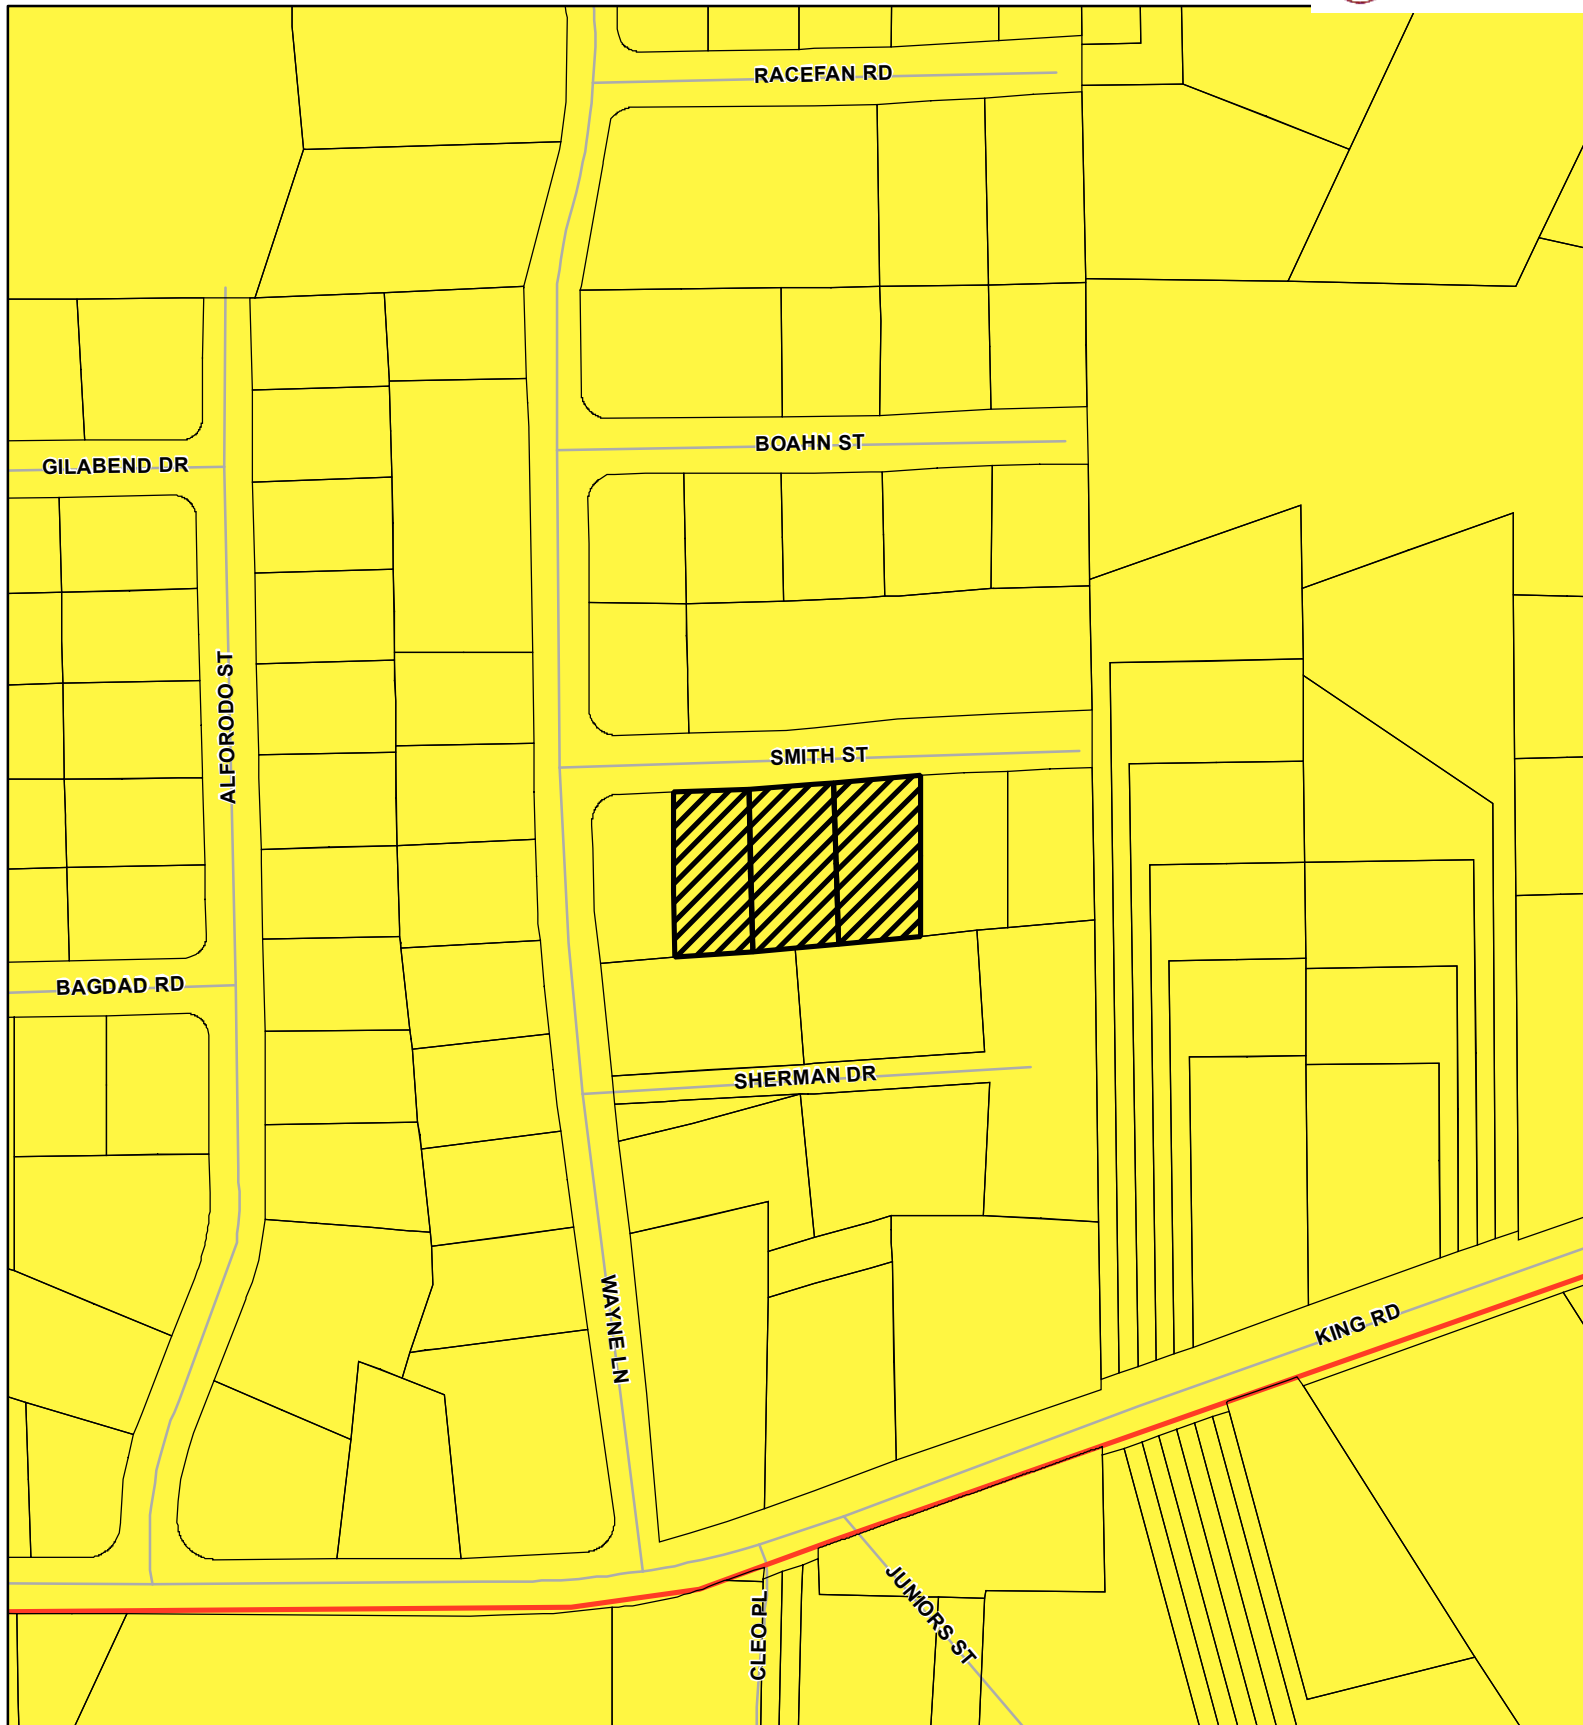 RACEFAN RD
BOAHN ST
GILABEND DR
ALFORODO ST
SMITH ST
BAGDAD RD
SHERMAN DR
WAYNE LN
KING RD
CLEO PL
JUNIORS ST